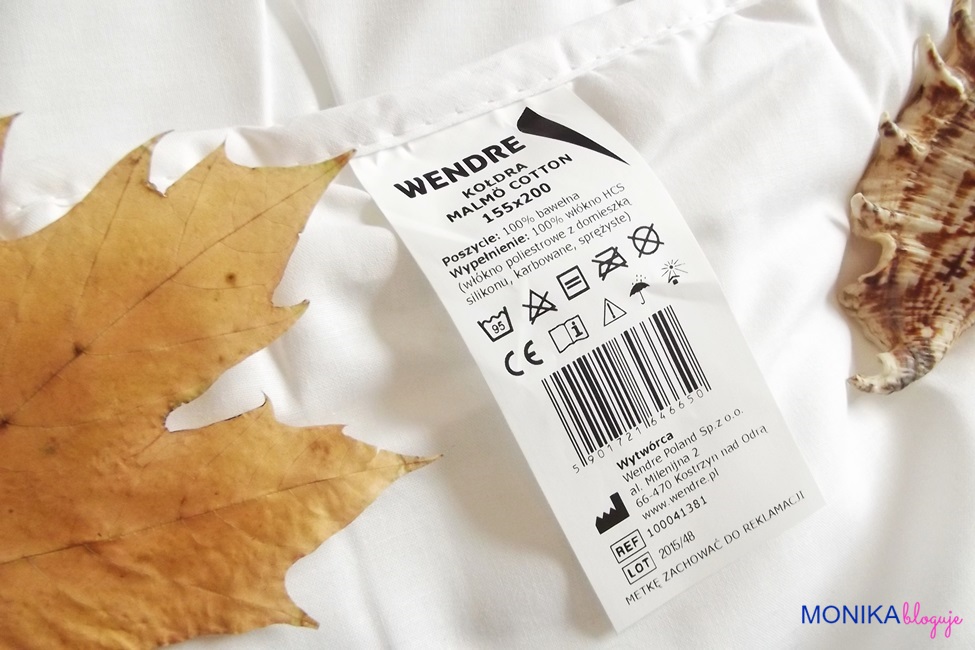 WENDRE
KOŁDRA
MALMÖ COTTON
155x200
Poszycie: 100% bawełna
Wypełnienie: 100% włókno HCS
(włókno poliestrowe z domieszką
silikonu, karbowane, sprężyste)
95
CE
i
5 901721 646650
Wytwórca
Wendre Poland Sp.z.o.o.
al. Milenijna 2
66-470 Kostrzyn nad Odrą
www.wendre.pl
REF 100041381
LOT 2015/48
METKĘ ZACHOWAĆ DO REKLAMACJI
MONIKA bloguje